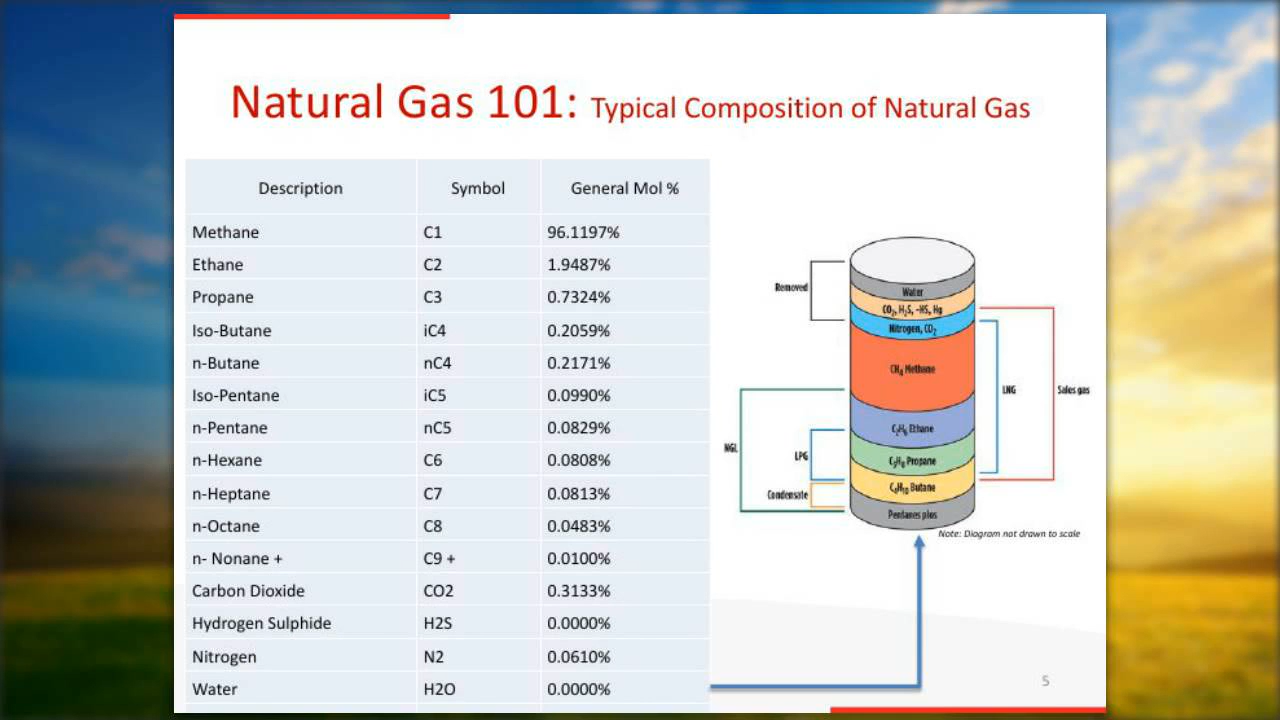 Natural Gas 101: Typical Composition of Natural Gas
Description Symbol General Mol %
Methane C1 96.1197%
Ethane C2 1.9487%
Propane C3 0.7324%
Iso-Butane iC4 0.2059%
n-Butane nC4 0.2171%
Iso-Pentane iC5 0.0990%
n-Pentane nC5 0.0829%
n-Hexane C6 0.0808%
n-Heptane C7 0.0813%
n-Octane C8 0.0483%
n- Nonane + C9 + 0.0100%
Carbon Dioxide CO2 0.3133%
Hydrogen Sulphide H2S 0.0000%
Nitrogen N2 0.0610%
Water H2O 0.0000%
Removed
Water
CO₂, H₂S, -HS, Hg
Nitrogen, CO₂
CH₄ Methane
LNG
Sales gas
C₂H₆ Ethane
NGL
LPG
C₃H₈ Propane
Condensate
C₄H₁₀ Butane
Pentanes plus
Note: Diagram not drawn to scale
5